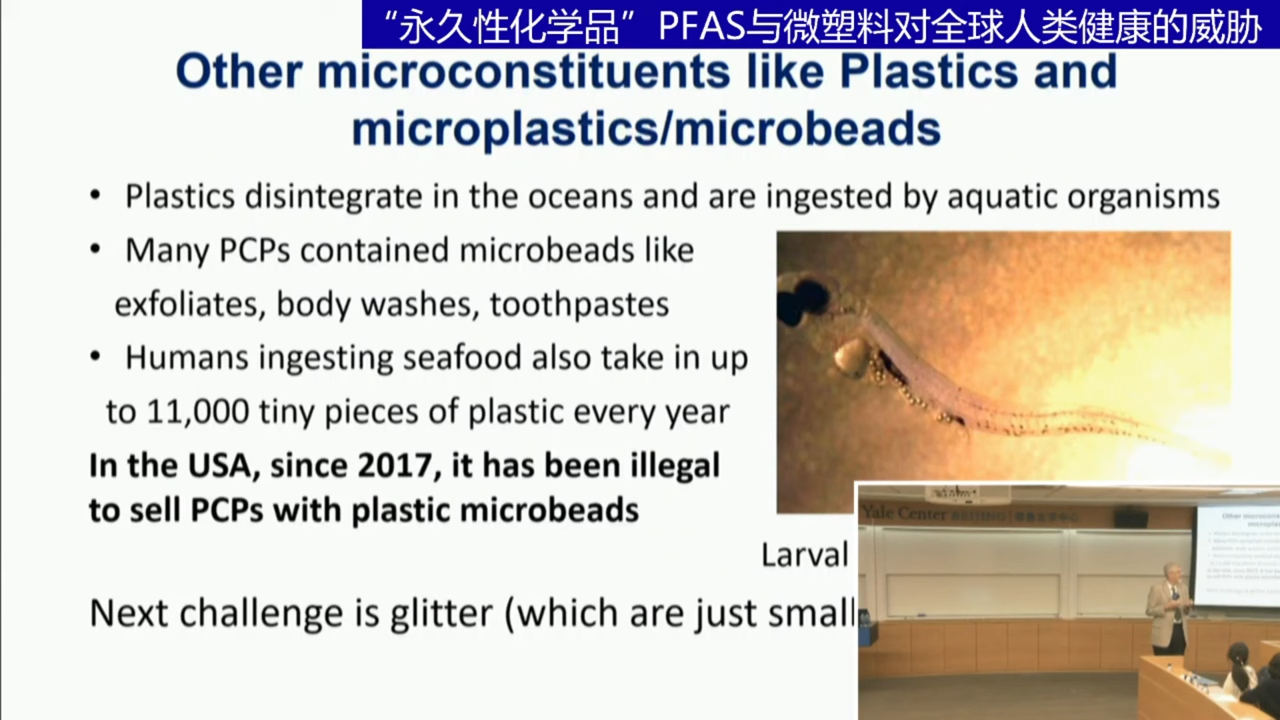 “永久性化学品” PFAS与微塑料对全球人类健康的威胁
Other microconstituents like Plastics and
microplastics/microbeads
• Plastics disintegrate in the oceans and are ingested by aquatic organisms
• Many PCPs contained microbeads like
exfoliates, body washes, toothpastes
• Humans ingesting seafood also take in up
to 11,000 tiny pieces of plastic every year
In the USA, since 2017, it has been illegal
to sell PCPs with plastic microbeads
Larval
Next challenge is glitter (which are just small
Yale Center BEIJING